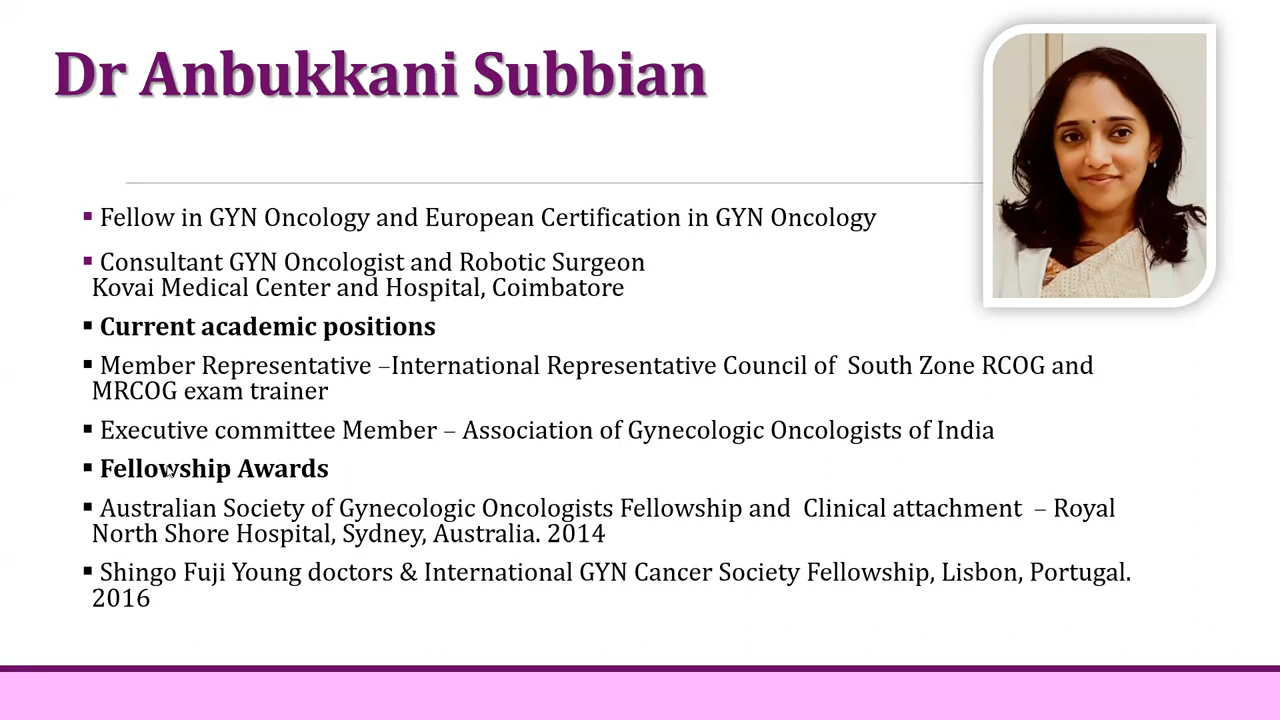 Dr Anbukkani Subbian
Fellow in GYN Oncology and European Certification in GYN Oncology
Consultant GYN Oncologist and Robotic Surgeon
Kovai Medical Center and Hospital, Coimbatore
Current academic positions
Member Representative –International Representative Council of  South Zone RCOG and
MRCOG exam trainer
Executive committee Member – Association of Gynecologic Oncologists of India
Fellowship Awards
Australian Society of Gynecologic Oncologists Fellowship and  Clinical attachment  – Royal
North Shore Hospital, Sydney, Australia. 2014
Shingo Fuji Young doctors & International GYN Cancer Society Fellowship, Lisbon, Portugal.
2016